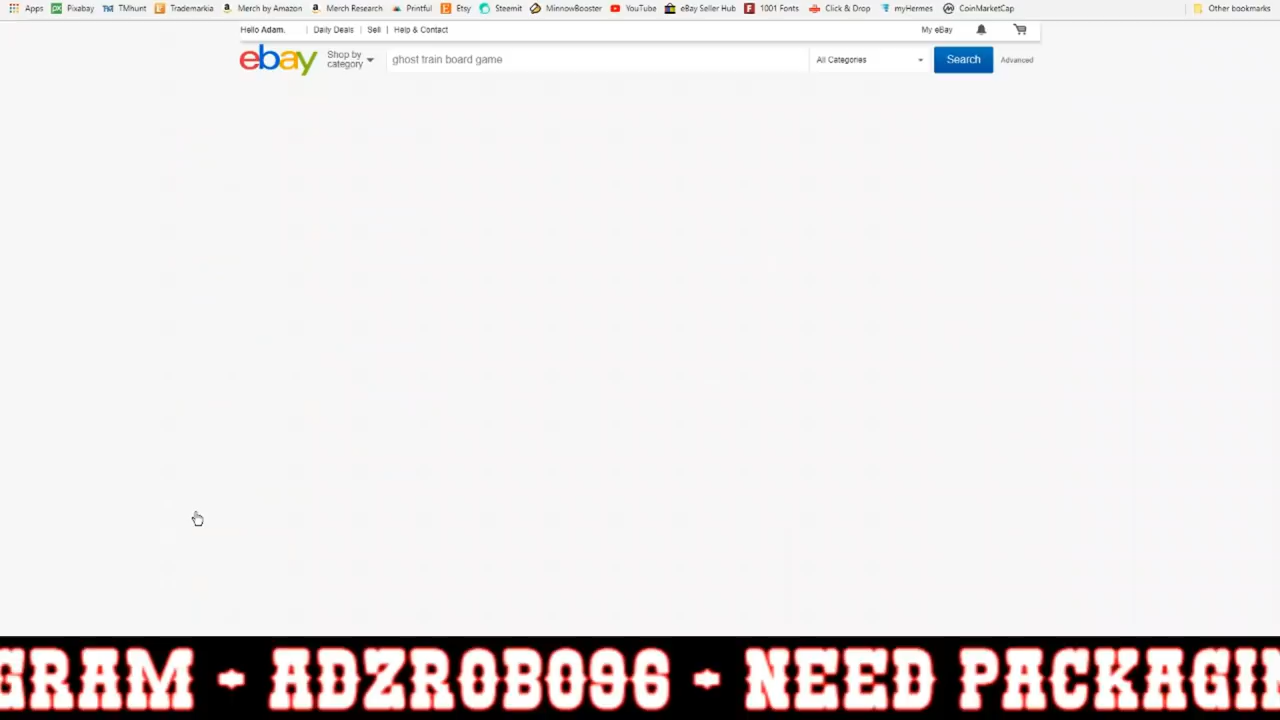 Apps Pixabay TMhunt Trademarkia Merch by Amazon Merch Research Printful Etsy Steemit MinnowBooster YouTube eBay Seller Hub 1001 Fonts Click & Drop myHermes CoinMarketCap Other bookmarks
Hello Adam. Daily Deals Sell Help & Contact My eBay
ebay Shop by category ghost train board game All Categories Search Advanced
GRAM - ADZROBO96 - NEED PACKAGIN